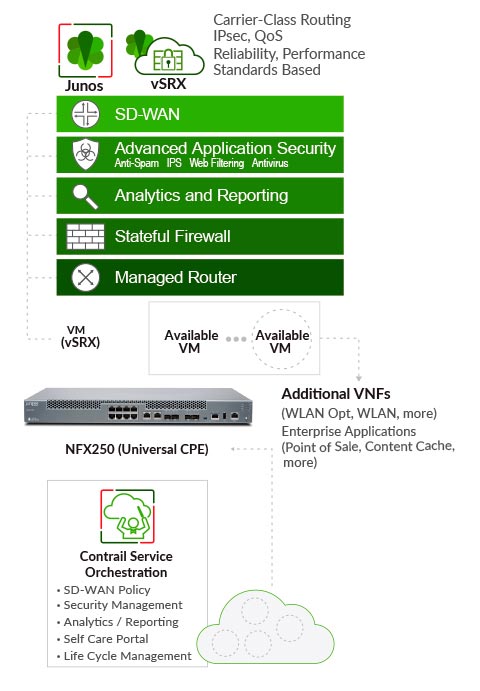 Carrier-Class Routing
IPsec, QoS
Reliability, Performance
Standards Based
Junos
vSRX
SD-WAN
Advanced Application Security
Anti-Spam IPS Web Filtering Antivirus
Analytics and Reporting
Stateful Firewall
Managed Router
VM
(vSRX)
Available
VM
Available
VM
Additional VNFs
(WLAN Opt, WLAN, more)
Enterprise Applications
(Point of Sale, Content Cache,
more)
NFX250 (Universal CPE)
Contrail Service
Orchestration
• SD-WAN Policy
• Security Management
• Analytics / Reporting
• Self Care Portal
• Life Cycle Management